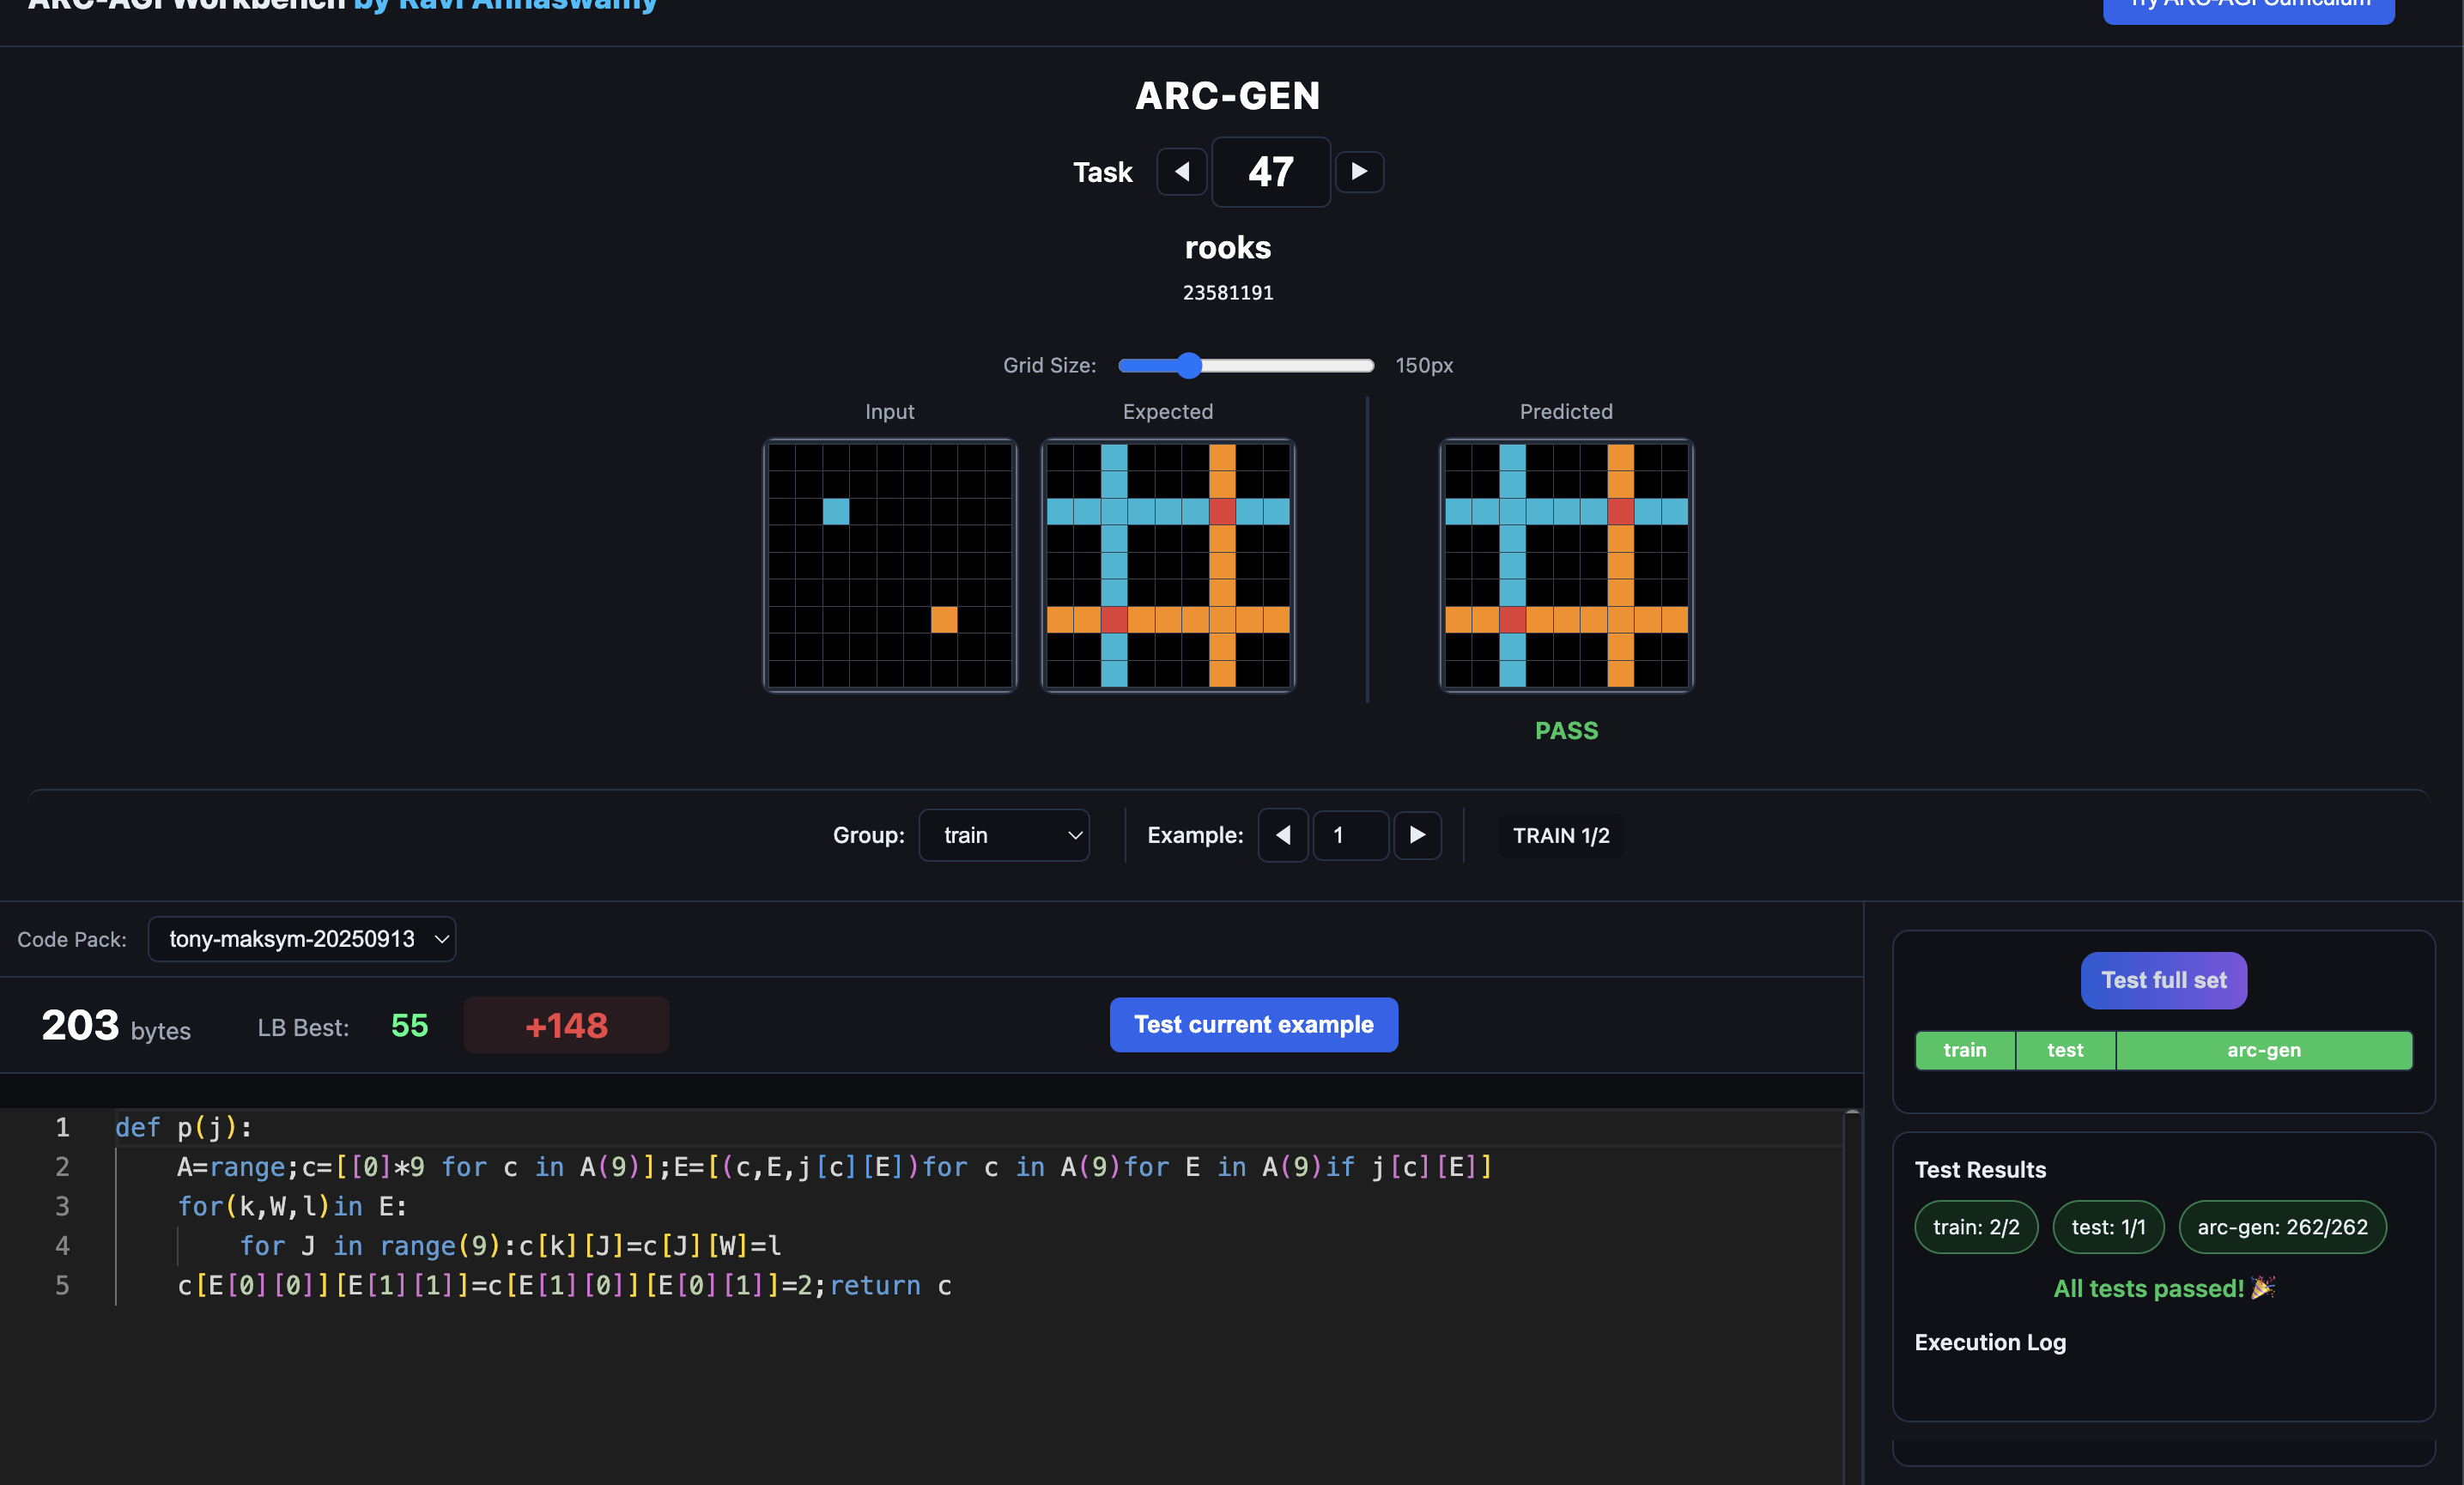 ARC-AGI Workbench by Ravi Annaswamy
Try ARC-AGI Curriculum
ARC-GEN
Task
47
rooks
23581191
Grid Size:
150px
Input
Expected
Predicted
PASS
Group:
train
Example:
1
TRAIN 1/2
Code Pack:
tony-maksym-20250913
203 bytes
LB Best:
55
+148
Test current example
1 def p(j):
2 A=range;c=[[0]*9 for c in A(9)];E=[(c,E,j[c][E])for c in A(9)for E in A(9)if j[c][E]]
3 for(k,W,l)in E:
4 for J in range(9):c[k][J]=c[J][W]=l
5 c[E[0][0]][E[1][1]]=c[E[1][0]][E[0][1]]=2;return c
Test full set
train
test
arc-gen
Test Results
train: 2/2
test: 1/1
arc-gen: 262/262
All tests passed! 🎉
Execution Log